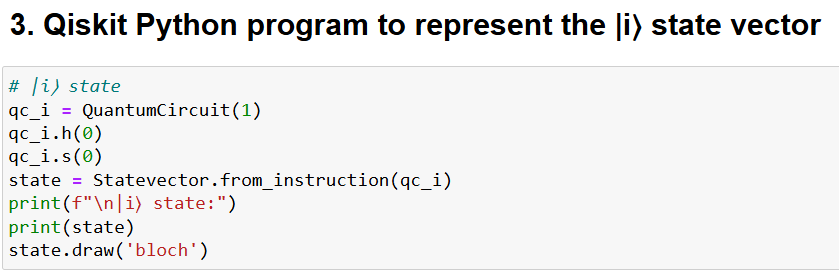 3. Qiskit Python program to represent the |i⟩ state vector
# |i⟩ state
qc_i = QuantumCircuit(1)
qc_i.h(0)
qc_i.s(0)
state = Statevector.from_instruction(qc_i)
print(f"\n|i⟩ state:")
print(state)
state.draw('bloch')